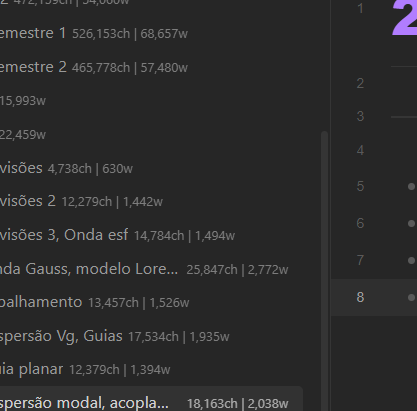 472,139ch | 54,000w
emestre 1 526,153ch | 68,657w
emestre 2 465,778ch | 57,480w
15,993w
22,459w
visões 4,738ch | 630w
visões 2 12,279ch | 1,442w
visões 3, Onda esf 14,784ch | 1,494w
nda Gauss, modelo Lore... 25,847ch | 2,772w
palhamento 13,457ch | 1,526w
spersão Vg, Guias 17,534ch | 1,935w
ia planar 12,379ch | 1,394w
spersão modal, acopla... 18,163ch | 2,038w
1
2
2
3
4
5
6
7
8